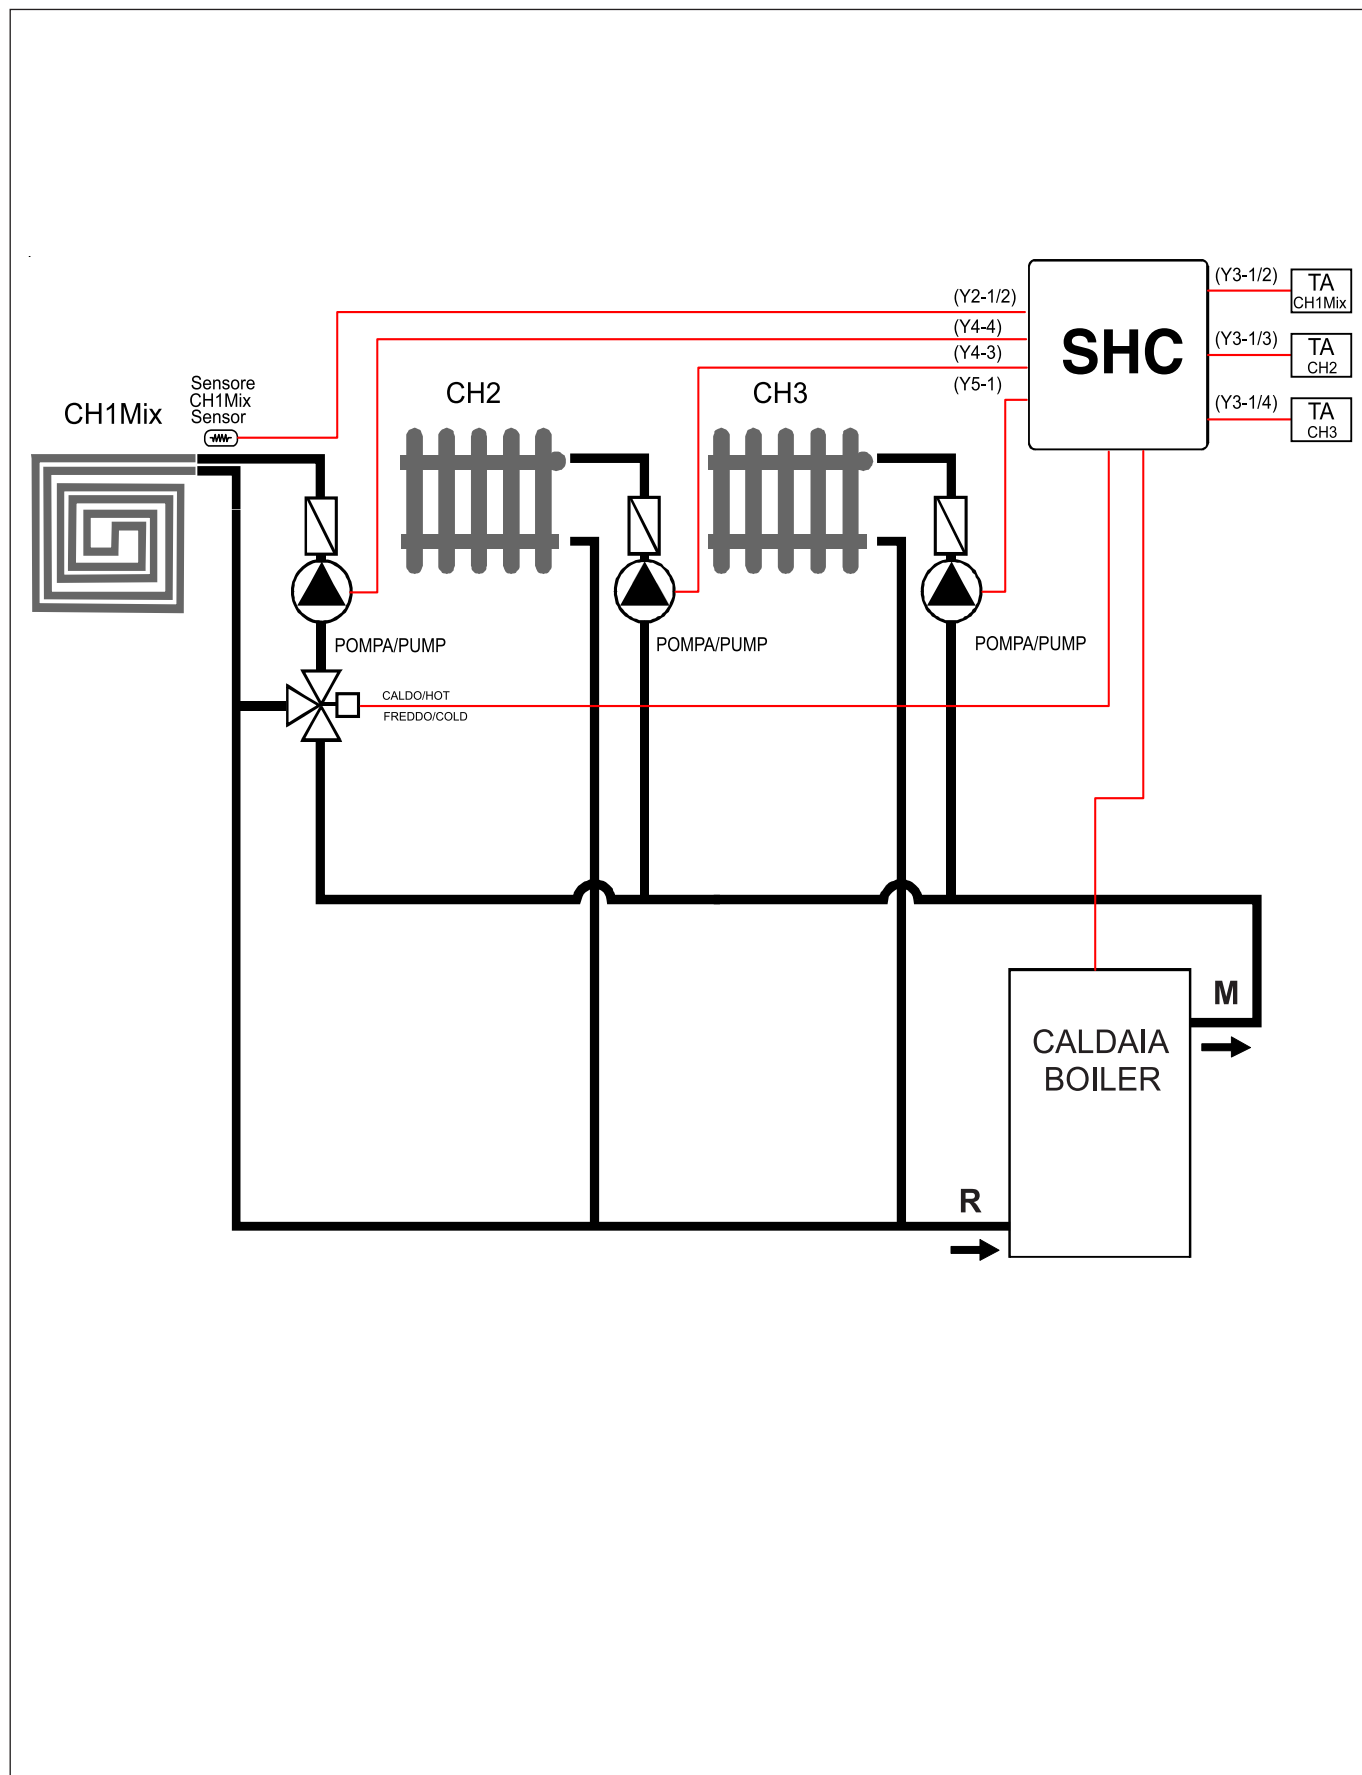 (Y2-1/2)
(Y4-4)
(Y4-3)
(Y5-1)
SHC
(Y3-1/2)
TA
CH1Mix
(Y3-1/3)
TA
CH2
(Y3-1/4)
TA
CH3
Sensore
CH1Mix
Sensor
CH1Mix
CH2
CH3
POMPA/PUMP
POMPA/PUMP
POMPA/PUMP
CALDO/HOT
FREDDO/COLD
M
CALDAIA
BOILER
R